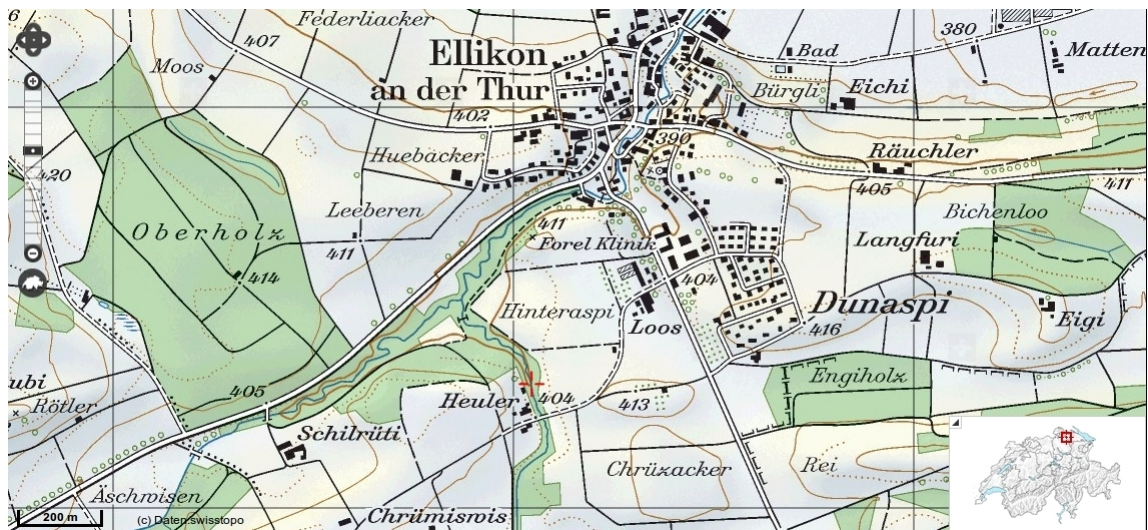 Federliacker
407
Moos
Ellikon
an der Thur
402
Bad
380
Matten
Bürgli
Eichi
Huebacker
390
Räuchler
405
411
420
Leeberen
Oberholz
411
414
411
Forel Klinik
Bichenloo
Langfuri
404
Hinteraspi
Loos
Dunaspi
416
Eigi
405
ubi
Rötler
Heuler
404
413
Engiholz
Schilrüti
Chrüzacker
Rei
Äschwisen
Chrümiswis
200 m
(c) Daten:swisstopo